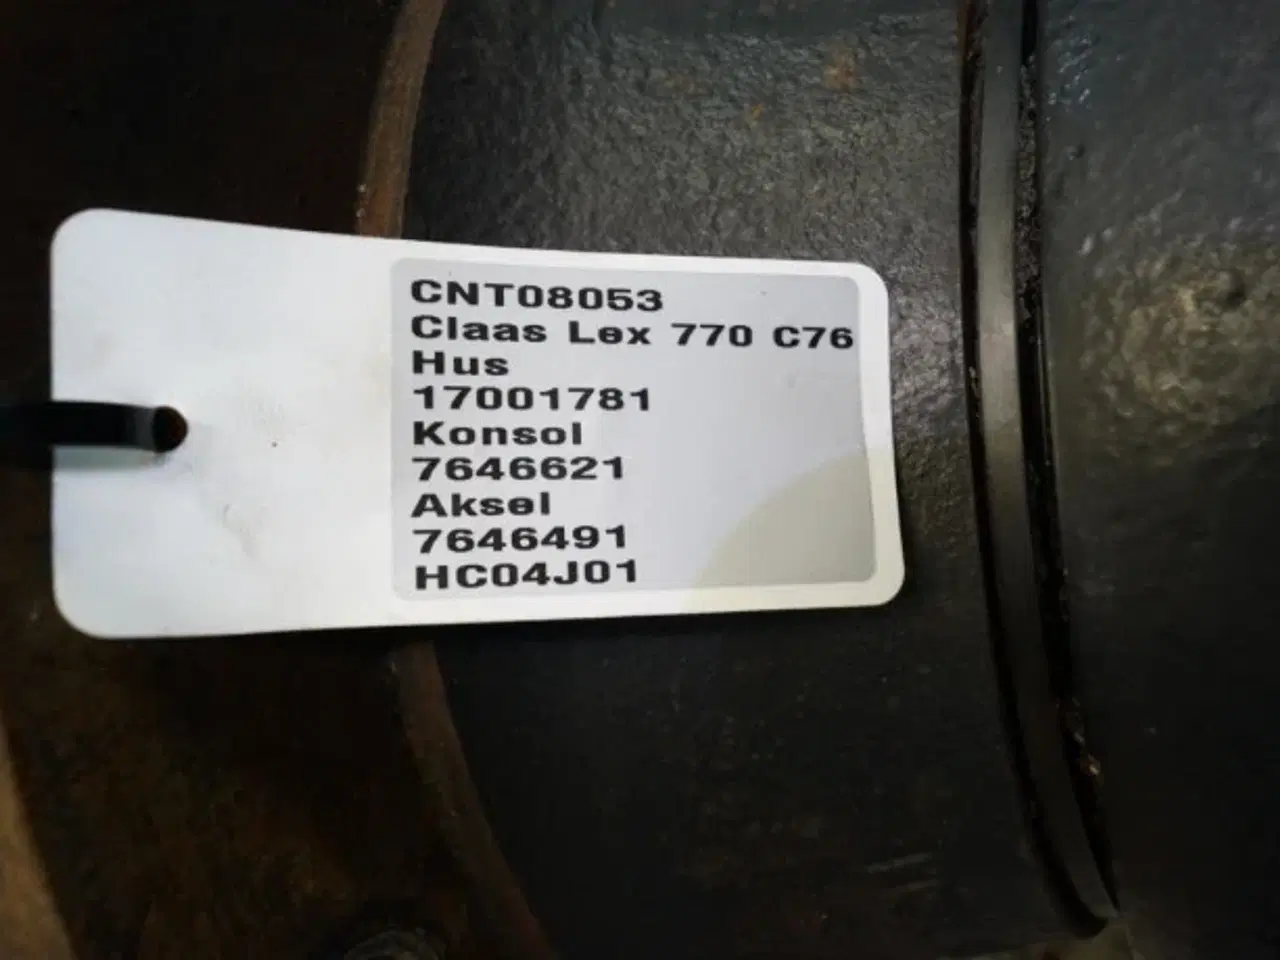 CNT08053
Claas Lex 770 C76
Hus
17001781
Konsol
7646621
Aksel
7646491
HC04J01